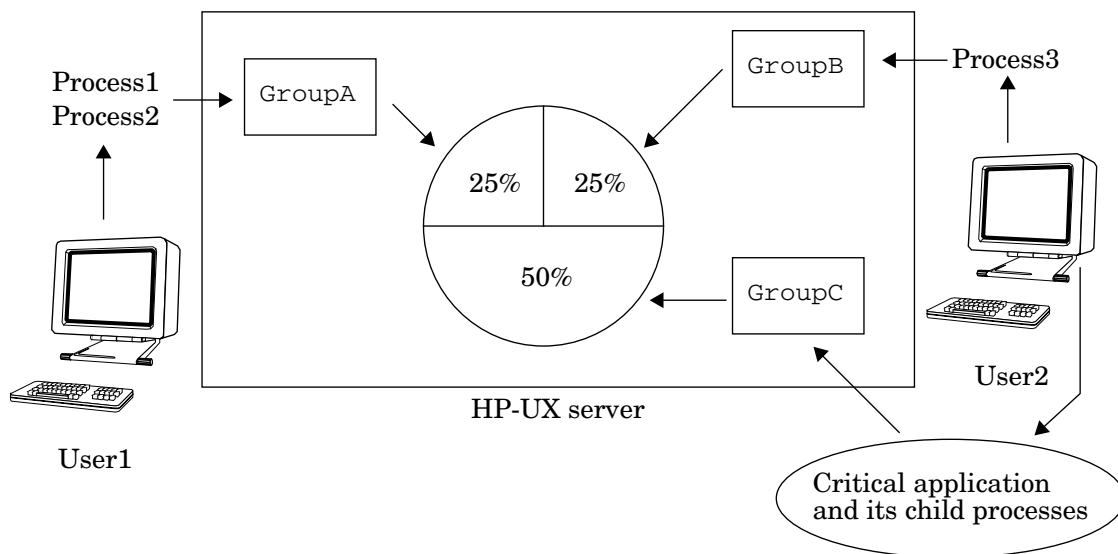 Process1
Process2
GroupA
GroupB
Process3
25%
25%
50%
GroupC
User1
HP-UX server
User2
Critical application
and its child processes